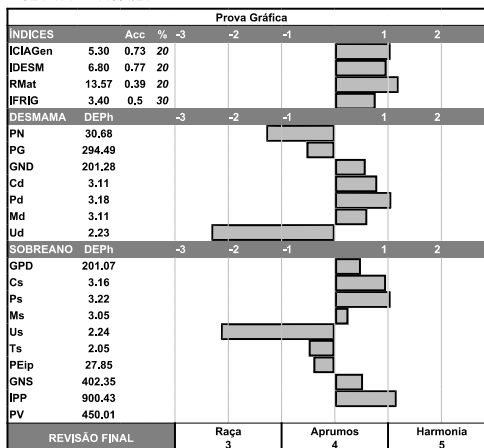 Prova Gráfica
ÍNDICES Acc % -3 -2 -1 1 2
ICIAGen 5.30 0.73 20
IDESM 6.80 0.77 20
RMat 13.57 0.39 20
IFRIG 3,40 0,5 30
DESMAMA DEPh -3 -2 -1 1 2
PN 30.68
PG 294.49
GND 201.28
Cd 3.11
Pd 3.18
Md 3.11
Ud 2.23
SOBREANO DEPh -3 -2 -1 1 2
GPD 201.07
Cs 3.16
Ps 3.22
Ms 3.05
Us 2.24
Ts 2.05
PEip 27.85
GNS 402.35
IPP 900.43
PV 450,01
REVISÃO FINAL Raça Aprumos Harmonia
3 4 5